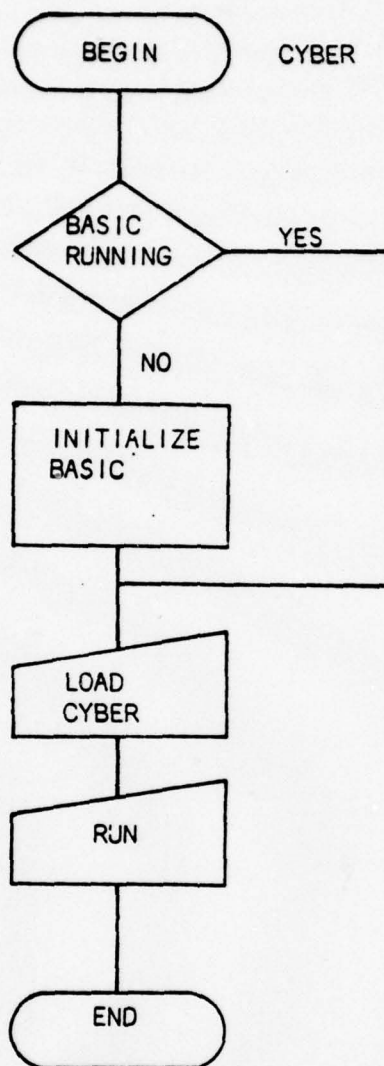 BEGIN
CYBER
BASIC
RUNNING
YES
NO
INITIALIZE
BASIC
LOAD
CYBER
RUN
END